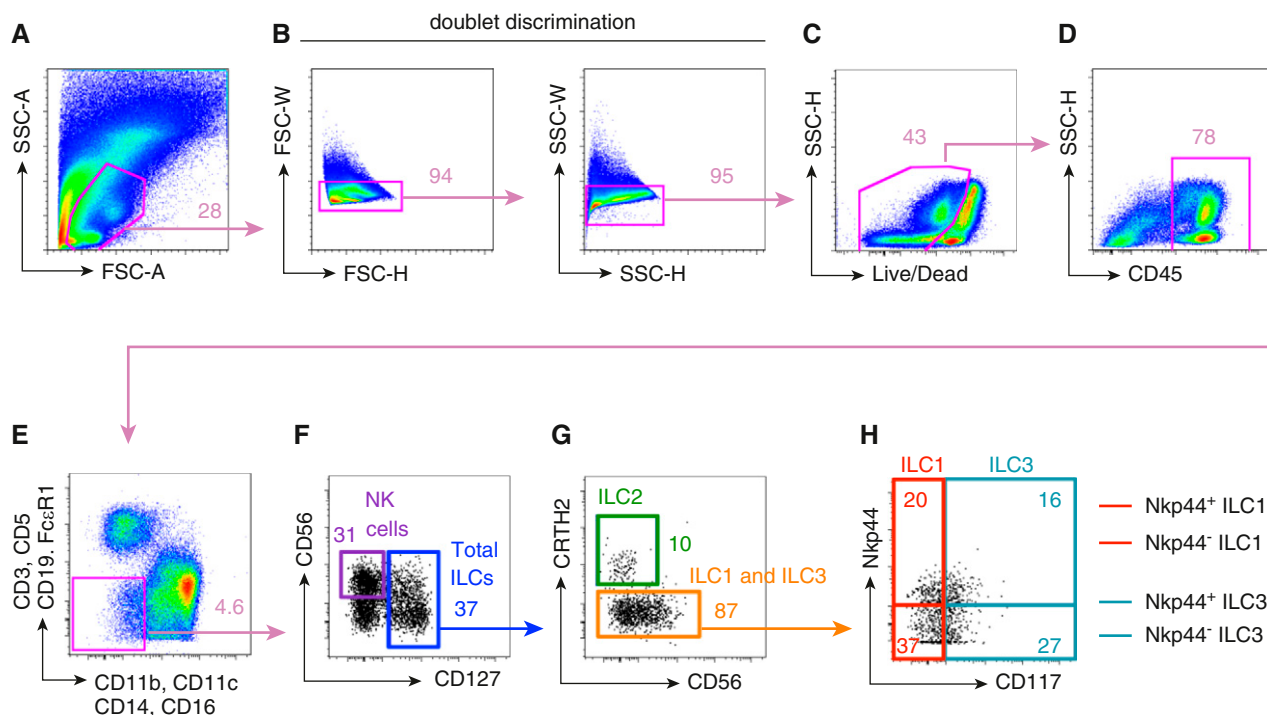 doublet discrimination
A
SSC-A
28
FSC-A
B
FSC-W
94
FSC-H
SSC-W
95
SSC-H
C
SSC-H
43
Live/Dead
D
SSC-H
78
CD45
E
CD3, CD5
CD19. FcεR1
4.6
CD11b, CD11c
CD14, CD16
F
CD56
NK
cells
31
Total
ILCs
37
CD127
G
CRTH2
ILC2
10
ILC1 and ILC3
87
CD56
H
Nkp44
ILC1
ILC3
20
16
37
27
CD117
Nkp44⁺ ILC1
Nkp44⁻ ILC1
Nkp44⁺ ILC3
Nkp44⁻ ILC3